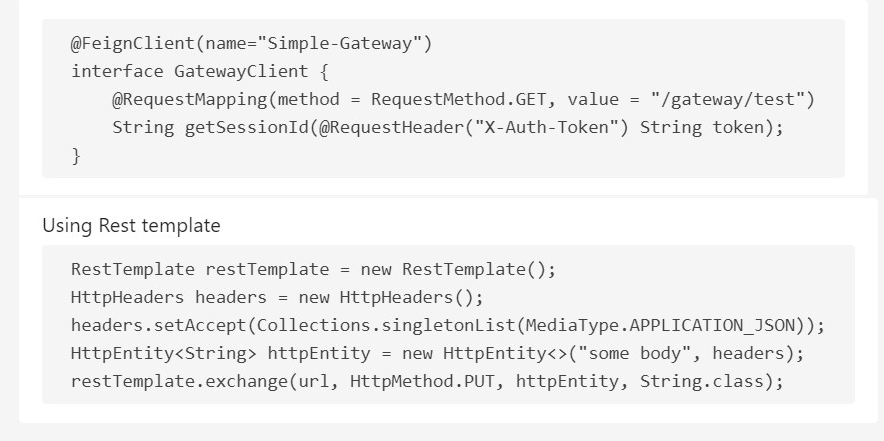 @FeignClient(name="Simple-Gateway")
interface GatewayClient {
    @RequestMapping(method = RequestMethod.GET, value = "/gateway/test")
    String getSessionId(@RequestHeader("X-Auth-Token") String token);
}
Using Rest template
RestTemplate restTemplate = new RestTemplate();
HttpHeaders headers = new HttpHeaders();
headers.setAccept(Collections.singletonList(MediaType.APPLICATION_JSON));
HttpEntity<String> httpEntity = new HttpEntity<>("some body", headers);
restTemplate.exchange(url, HttpMethod.PUT, httpEntity, String.class);